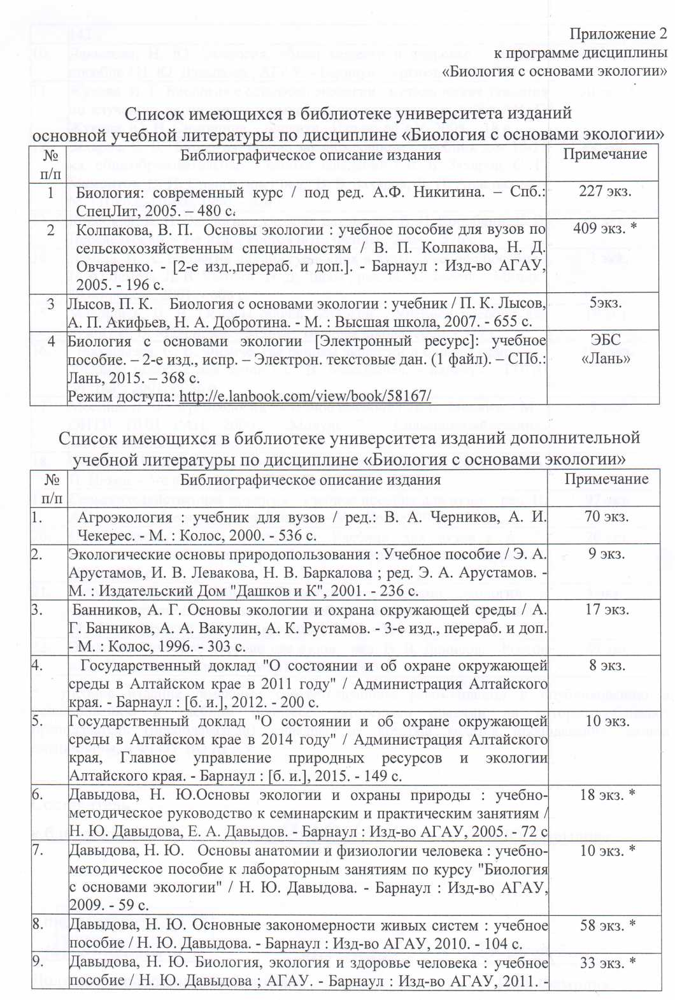 Приложение 2
к программе дисциплины
«Биология с основами экологии»
Список имеющихся в библиотеке университета изданий
основной учебной литературы по дисциплине «Биология с основами экологии»
№ Библиографическое описание издания Примечание
п/п
1 Биология: современный курс / под ред. А.Ф. Никитина. – Спб.: 227 экз.
СпецЛит, 2005. – 480 с.
2 Колпакова, В. П. Основы экологии : учебное пособие для вузов по 409 экз. *
сельскохозяйственным специальностям / В. П. Колпакова, Н. Д.
Овчаренко. - [2-е изд.,перераб. и доп.]. - Барнаул : Изд-во АГАУ,
2005. - 196 с.
3 Лысов, П. К. Биология с основами экологии : учебник / П. К. Лысов, 5экз.
А. П. Акифьев, Н. А. Добротина. - М. : Высшая школа, 2007. - 655 с.
4 Биология с основами экологии [Электронный ресурс]: учебное ЭБС
пособие. – 2-е изд., испр. – Электрон. текстовые дан. (1 файл). – СПб.: «Лань»
Лань, 2015. – 368 с.
Режим доступа: http://e.lanbook.com/view/book/58167/
Список имеющихся в библиотеке университета изданий дополнительной
учебной литературы по дисциплине «Биология с основами экологии»
№ Библиографическое описание издания Примечание
п/п
1. Агроэкология : учебник для вузов / ред.: В. А. Черников, А. И. 70 экз.
Чекерес. - М. : Колос, 2000. - 536 с.
2. Экологические основы природопользования : Учебное пособие / Э. А. 9 экз.
Арустамов, И. В. Левакова, Н. В. Баркалова ; ред. Э. А. Арустамов. -
М. : Издательский Дом "Дашков и К", 2001. - 236 с.
3. Банников, А. Г. Основы экологии и охрана окружающей среды / А. 17 экз.
Г. Банников, А. А. Вакулин, А. К. Рустамов. - 3-е изд., перераб. и доп.
- М. : Колос, 1996. - 303 с.
4. Государственный доклад "О состоянии и об охране окружающей 8 экз.
среды в Алтайском крае в 2011 году" / Администрация Алтайского
края. - Барнаул : [б. и.], 2012. - 200 с.
5. Государственный доклад "О состоянии и об охране окружающей 10 экз.
среды в Алтайском крае в 2014 году" / Администрация Алтайского
края, Главное управление природных ресурсов и экологии
Алтайского края. - Барнаул : [б. и.], 2015. - 149 с.
6. Давыдова, Н. Ю.Основы экологии и охраны природы : учебно- 18 экз. *
методическое руководство к семинарским и практическим занятиям /
Н. Ю. Давыдова, Е. А. Давыдов. - Барнаул : Изд-во АГАУ, 2005. - 72 с
7. Давыдова, Н. Ю. Основы анатомии и физиологии человека : учебно- 10 экз. *
методическое пособие к лабораторным занятиям по курсу "Биология
с основами экологии" / Н. Ю. Давыдова. - Барнаул : Изд-во АГАУ,
2009. - 59 с.
8. Давыдова, Н. Ю. Основные закономерности живых систем : учебное 58 экз. *
пособие / Н. Ю. Давыдова. - Барнаул : Изд-во АГАУ, 2010. - 104 с.
9. Давыдова, Н. Ю. Биология, экология и здоровье человека : учебное 33 экз. *
пособие / Н. Ю. Давыдова ; АГАУ. - Барнаул : Изд-во АГАУ, 2011. -